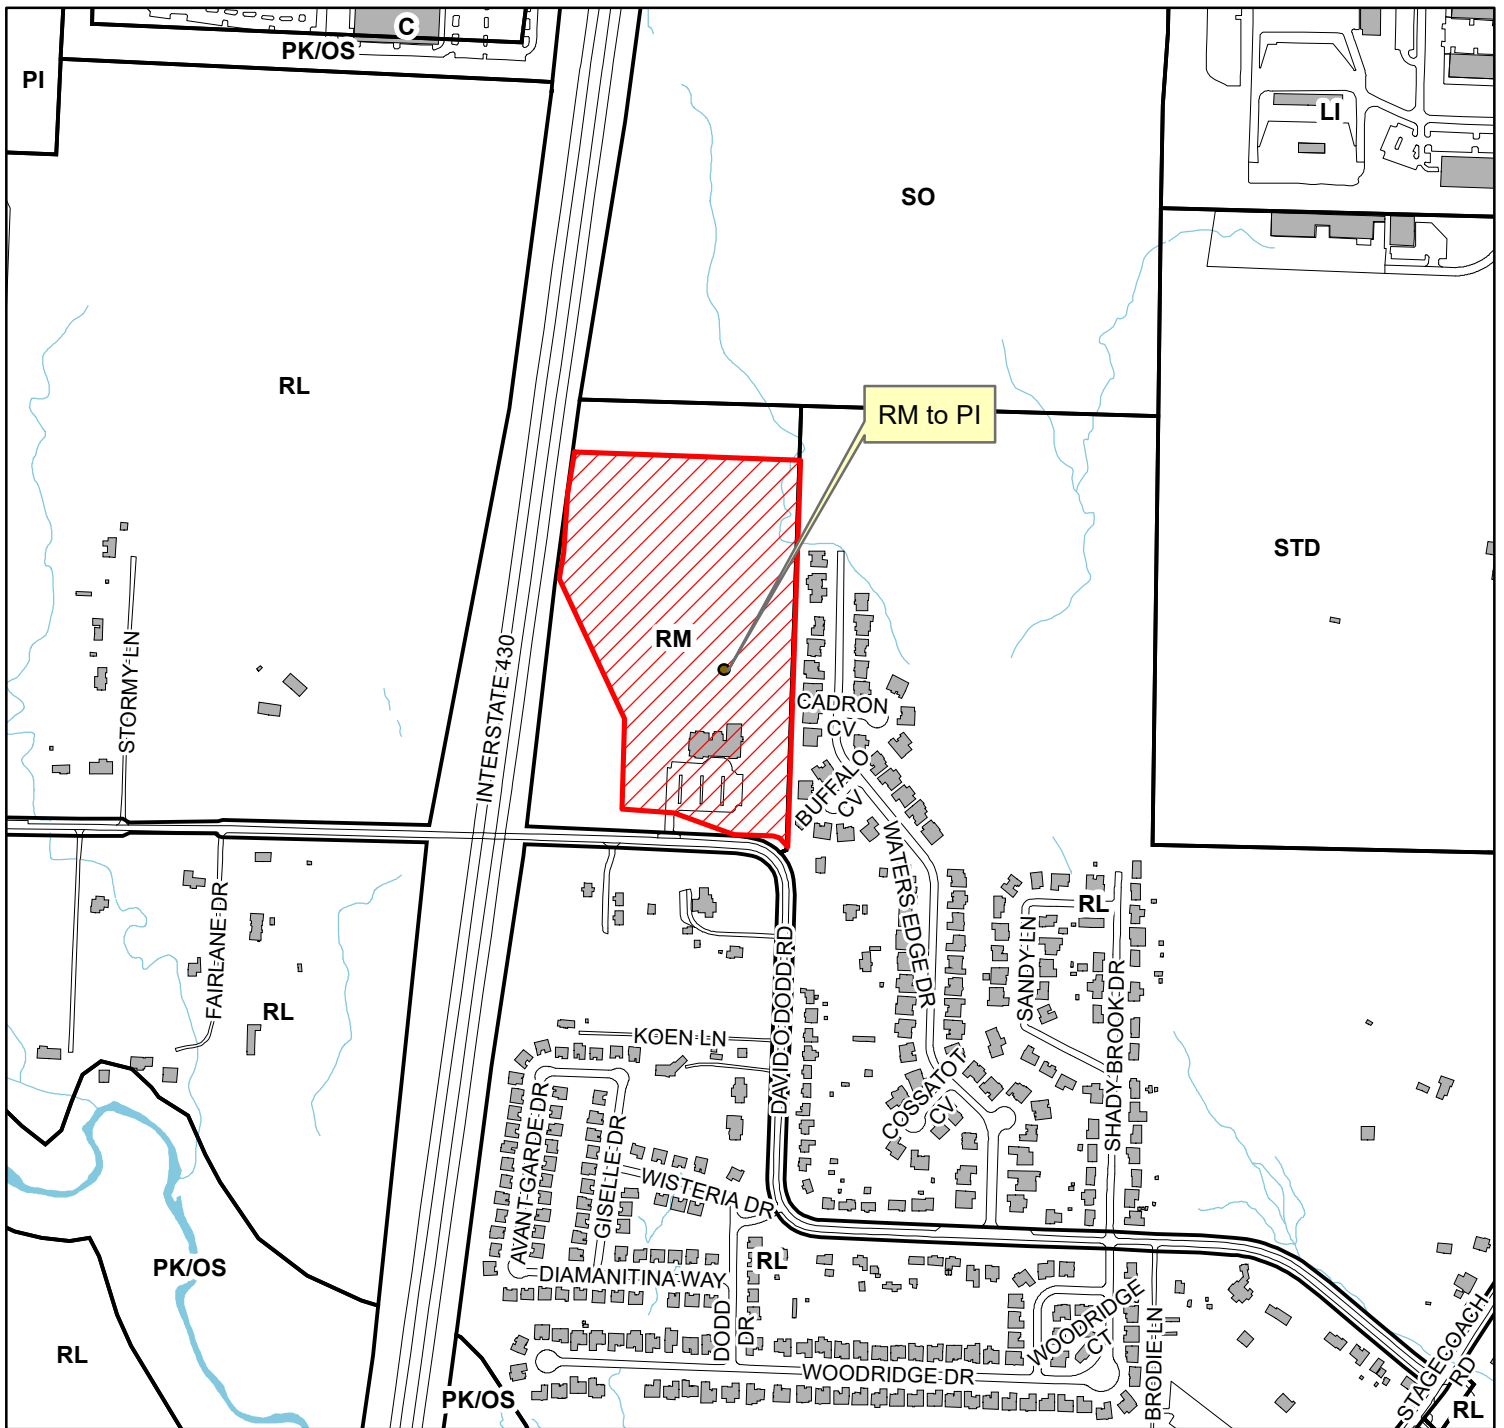 C
PK/OS
PI
LI
SO
RL
RM to PI
STD
RM
STORMY LN
INTERSTATE 430
CADRON
CV
BUFFALO
CV
WATERS EDGE DR
FAIRLANE DR
RL
SANDY LN
SHADY BROOK DR
RL
DAVID O DODD RD
KOEN LN
COSSATOT
CV
AVANT GARDE DR
GISELLE DR
WISTERIA DR
PK/OS
RL
DIAMANITINA WAY
DODD
DR
WOODRIDGE
CT
BRODIE LN
STAGECOACH
RD
RL
WOODRIDGE DR
PK/OS
RL